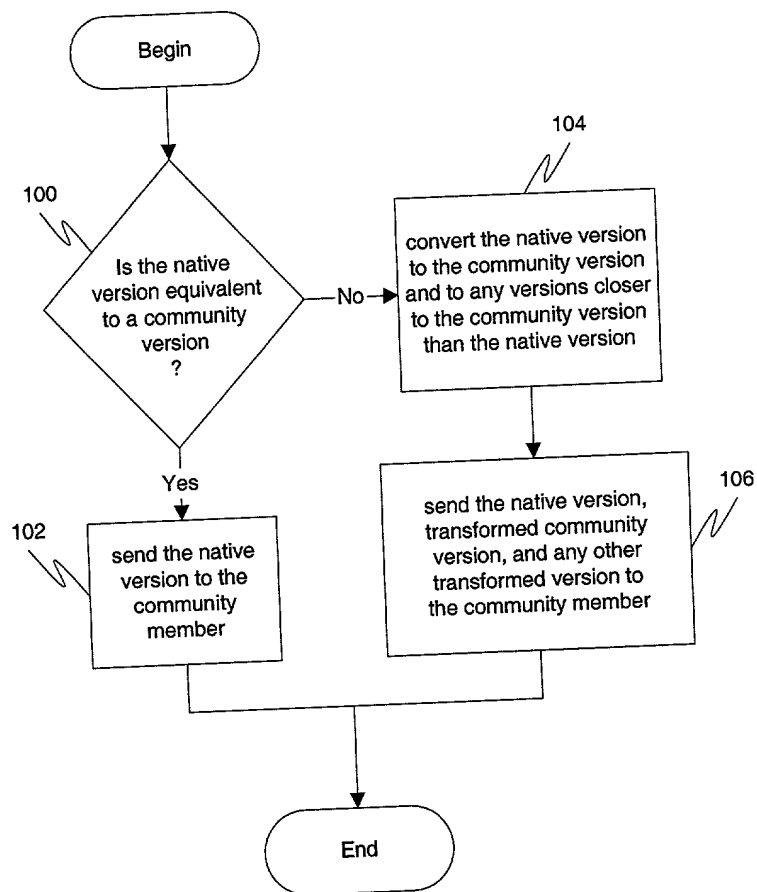 Begin
100
Is the native
version equivalent
to a community
version
?
No
104
convert the native version
to the community version
and to any versions closer
to the community version
than the native version
Yes
102
send the native
version to the
community
member
106
send the native version,
transformed community
version, and any other
transformed version to
the community member
End